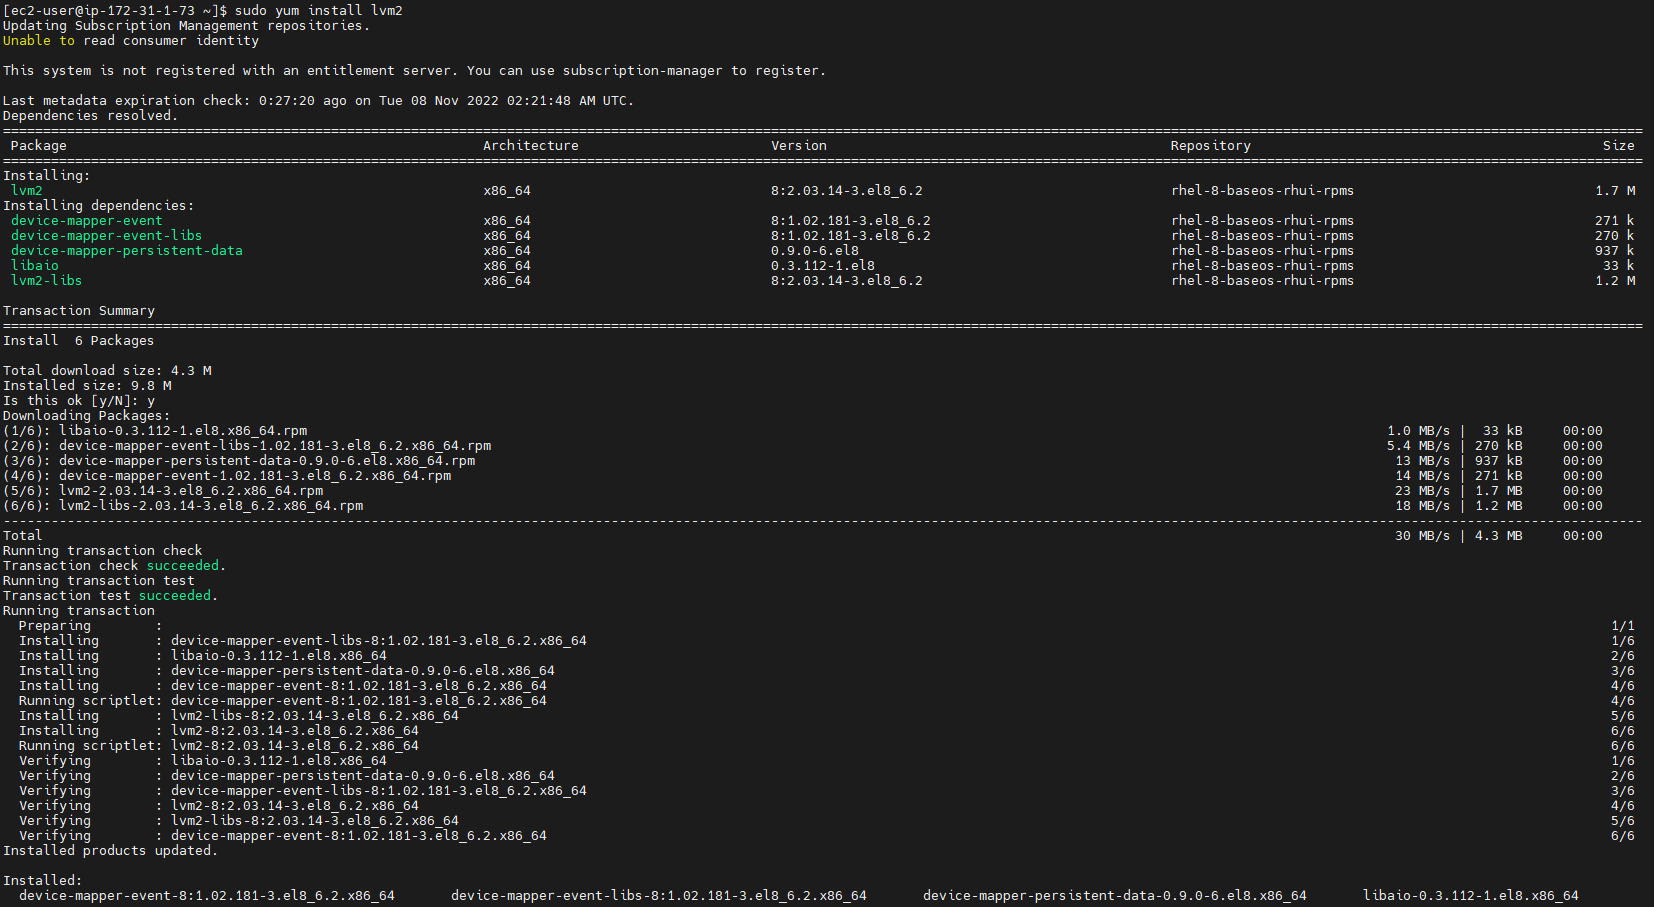 [ec2-user@ip-172-31-1-73 ~]$ sudo yum install lvm2
Updating Subscription Management repositories.
Unable to read consumer identity
This system is not registered with an entitlement server. You can use subscription-manager to register.
Last metadata expiration check: 0:27:20 ago on Tue 08 Nov 2022 02:21:48 AM UTC.
Dependencies resolved.
Package Architecture Version Repository Size
Installing:
lvm2 x86_64 8:2.03.14-3.el8_6.2 rhel-8-baseos-rhui-rpms 1.7 M
Installing dependencies:
device-mapper-event x86_64 8:1.02.181-3.el8_6.2 rhel-8-baseos-rhui-rpms 271 k
device-mapper-event-libs x86_64 8:1.02.181-3.el8_6.2 rhel-8-baseos-rhui-rpms 270 k
device-mapper-persistent-data x86_64 0.9.0-6.el8 rhel-8-baseos-rhui-rpms 937 k
libaio x86_64 0.3.112-1.el8 rhel-8-baseos-rhui-rpms 33 k
lvm2-libs x86_64 8:2.03.14-3.el8_6.2 rhel-8-baseos-rhui-rpms 1.2 M
Transaction Summary
Install 6 Packages
Total download size: 4.3 M
Installed size: 9.8 M
Is this ok [y/N]: y
Downloading Packages:
(1/6): libaio-0.3.112-1.el8.x86_64.rpm 1.0 MB/s | 33 kB 00:00
(2/6): device-mapper-event-libs-1.02.181-3.el8_6.2.x86_64.rpm 5.4 MB/s | 270 kB 00:00
(3/6): device-mapper-persistent-data-0.9.0-6.el8.x86_64.rpm 13 MB/s | 937 kB 00:00
(4/6): device-mapper-event-1.02.181-3.el8_6.2.x86_64.rpm 14 MB/s | 271 kB 00:00
(5/6): lvm2-2.03.14-3.el8_6.2.x86_64.rpm 23 MB/s | 1.7 MB 00:00
(6/6): lvm2-libs-2.03.14-3.el8_6.2.x86_64.rpm 18 MB/s | 1.2 MB 00:00
Total 30 MB/s | 4.3 MB 00:00
Running transaction check
Transaction check succeeded.
Running transaction test
Transaction test succeeded.
Running transaction
Preparing : 1/1
Installing : device-mapper-event-libs-8:1.02.181-3.el8_6.2.x86_64 1/6
Installing : libaio-0.3.112-1.el8.x86_64 2/6
Installing : device-mapper-persistent-data-0.9.0-6.el8.x86_64 3/6
Installing : device-mapper-event-8:1.02.181-3.el8_6.2.x86_64 4/6
Running scriptlet: device-mapper-event-8:1.02.181-3.el8_6.2.x86_64 4/6
Installing : lvm2-libs-8:2.03.14-3.el8_6.2.x86_64 5/6
Installing : lvm2-8:2.03.14-3.el8_6.2.x86_64 6/6
Running scriptlet: lvm2-8:2.03.14-3.el8_6.2.x86_64 6/6
Verifying : libaio-0.3.112-1.el8.x86_64 1/6
Verifying : device-mapper-persistent-data-0.9.0-6.el8.x86_64 2/6
Verifying : device-mapper-event-libs-8:1.02.181-3.el8_6.2.x86_64 3/6
Verifying : lvm2-8:2.03.14-3.el8_6.2.x86_64 4/6
Verifying : lvm2-libs-8:2.03.14-3.el8_6.2.x86_64 5/6
Verifying : device-mapper-event-8:1.02.181-3.el8_6.2.x86_64 6/6
Installed products updated.
Installed:
device-mapper-event-8:1.02.181-3.el8_6.2.x86_64 device-mapper-event-libs-8:1.02.181-3.el8_6.2.x86_64 device-mapper-persistent-data-0.9.0-6.el8.x86_64 libaio-0.3.112-1.el8.x86_64